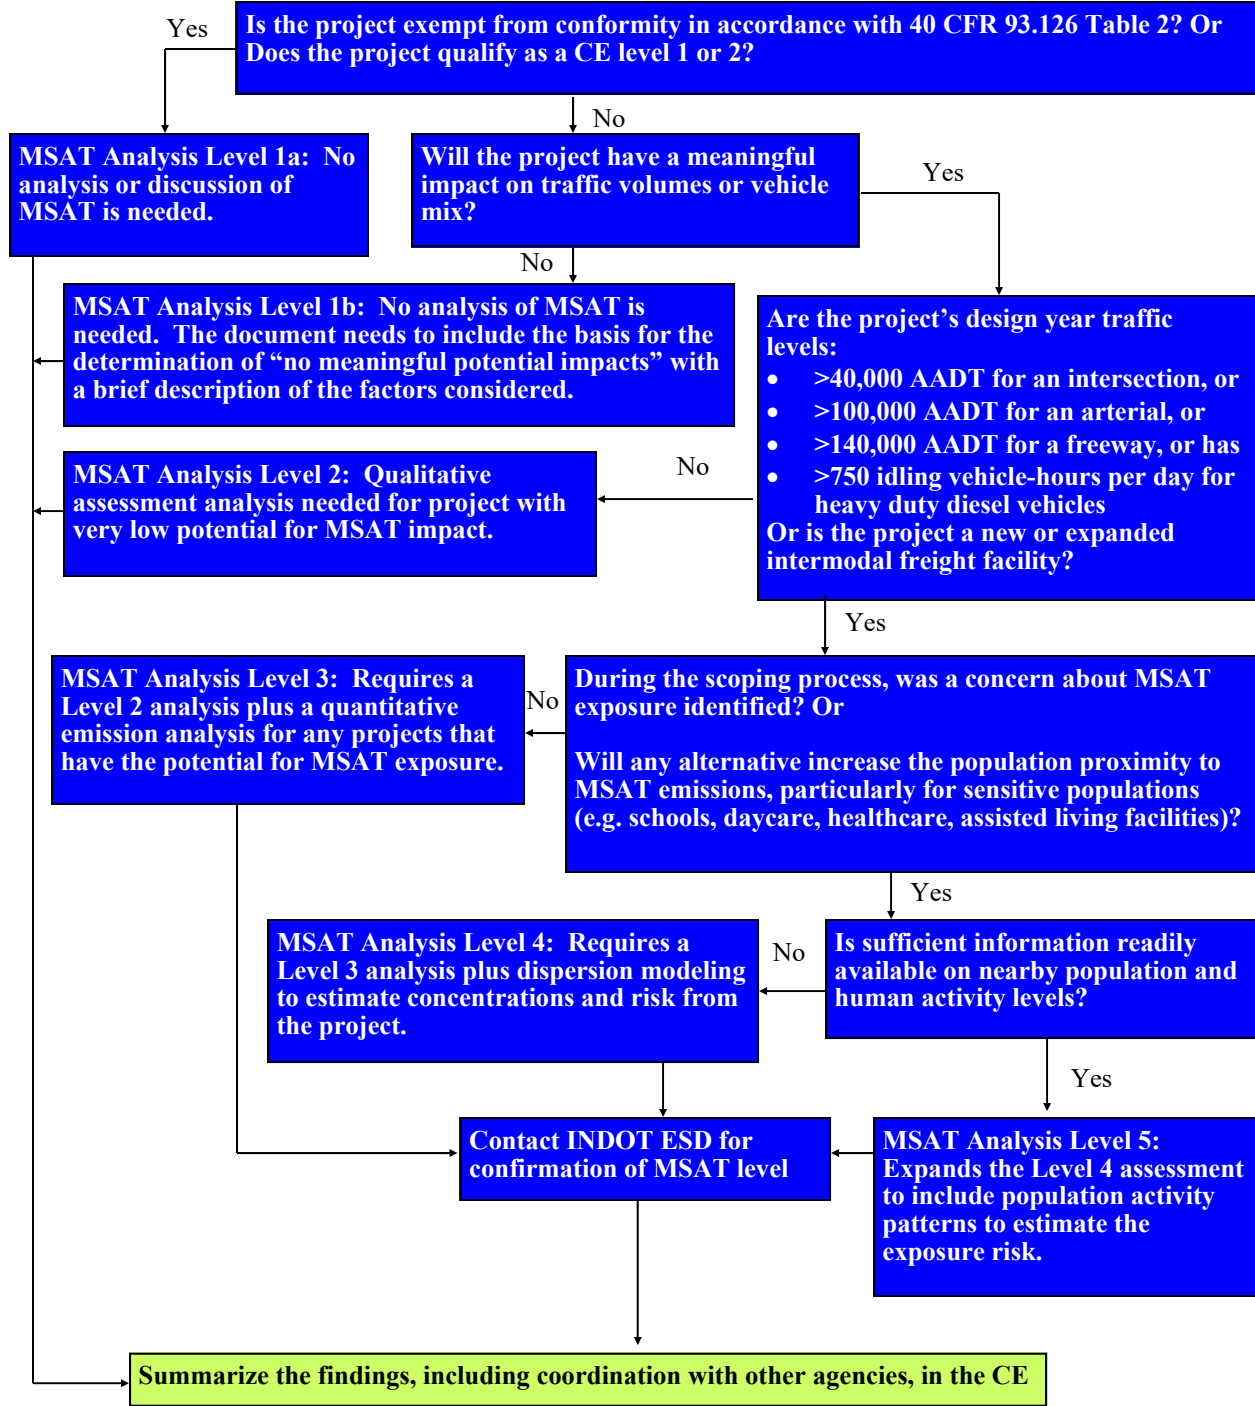 Is the project exempt from conformity in accordance with 40 CFR 93.126 Table 2? Or
Does the project qualify as a CE level 1 or 2?
Yes
No
MSAT Analysis Level 1a:  No
analysis or discussion of
MSAT is needed.
Will the project have a meaningful
impact on traffic volumes or vehicle
mix?
Yes
No
MSAT Analysis Level 1b:  No analysis of MSAT is
needed.  The document needs to include the basis for the
determination of “no meaningful potential impacts” with
a brief description of the factors considered.
Are the project’s design year traffic
levels:
• >40,000 AADT for an intersection, or
• >100,000 AADT for an arterial, or
• >140,000 AADT for a freeway, or has
• >750 idling vehicle-hours per day for
heavy duty diesel vehicles
Or is the project a new or expanded
intermodal freight facility?
No
MSAT Analysis Level 2:  Qualitative
assessment analysis needed for project with
very low potential for MSAT impact.
Yes
During the scoping process, was a concern about MSAT
exposure identified? Or
Will any alternative increase the population proximity to
MSAT emissions, particularly for sensitive populations
(e.g. schools, daycare, healthcare, assisted living facilities)?
No
MSAT Analysis Level 3:  Requires a
Level 2 analysis plus a quantitative
emission analysis for any projects that
have the potential for MSAT exposure.
Yes
Is sufficient information readily
available on nearby population and
human activity levels?
No
MSAT Analysis Level 4:  Requires a
Level 3 analysis plus dispersion modeling
to estimate concentrations and risk from
the project.
Yes
MSAT Analysis Level 5:
Expands the Level 4 assessment
to include population activity
patterns to estimate the
exposure risk.
Contact INDOT ESD for
confirmation of MSAT level
Summarize the findings, including coordination with other agencies, in the CE